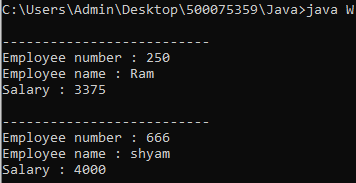 C:\Users\Admin\Desktop\500075359\Java>java W
--------------------------
Employee number : 250
Employee name : Ram
Salary : 3375
--------------------------
Employee number : 666
Employee name : shyam
Salary : 4000